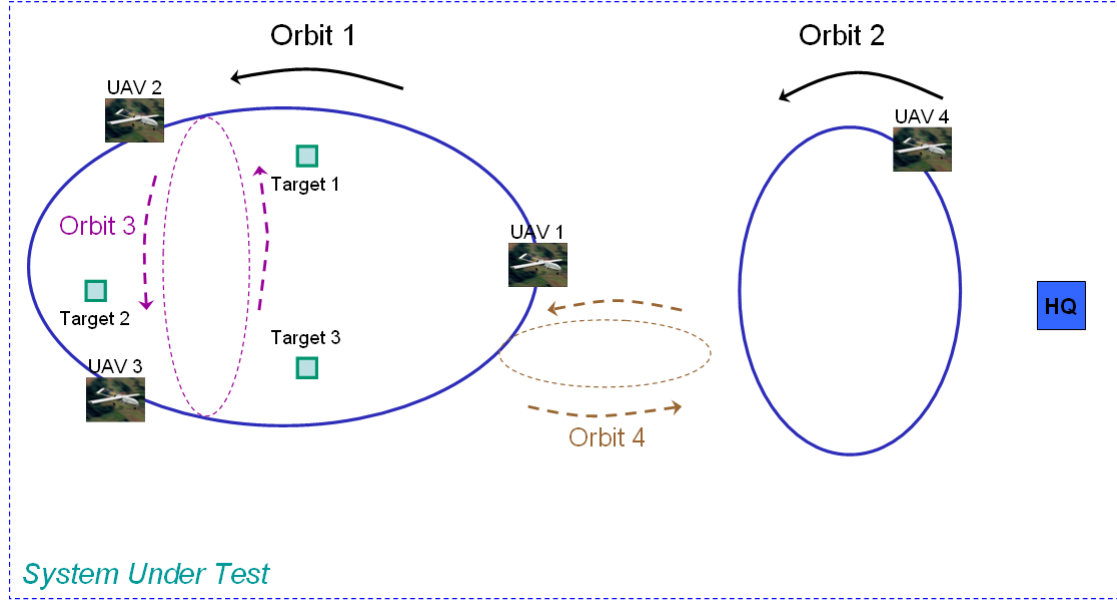 Orbit 1
Orbit 2
UAV 2
UAV 4
Target 1
Orbit 3
UAV 1
HQ
Target 2
Target 3
UAV 3
Orbit 4
System Under Test